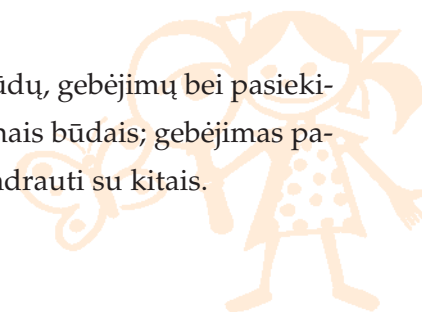 ūdų, gebėjimų bei pasieki-
nais būdais; gebėjimas pa-
ndrauti su kitais.